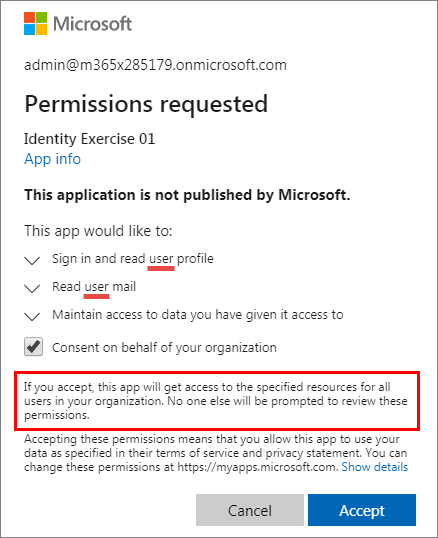 Microsoft
admin@m365x285179.onmicrosoft.com
Permissions requested
Identity Exercise 01
App info
This application is not published by Microsoft.
This app would like to:
Sign in and read user profile
Read user mail
Maintain access to data you have given it access to
Consent on behalf of your organization
If you accept, this app will get access to the specified resources for all
users in your organization. No one else will be prompted to review these
permissions.
Accepting these permissions means that you allow this app to use your
data as specified in their terms of service and privacy statement. You can
change these permissions at https://myapps.microsoft.com. Show details
Cancel
Accept